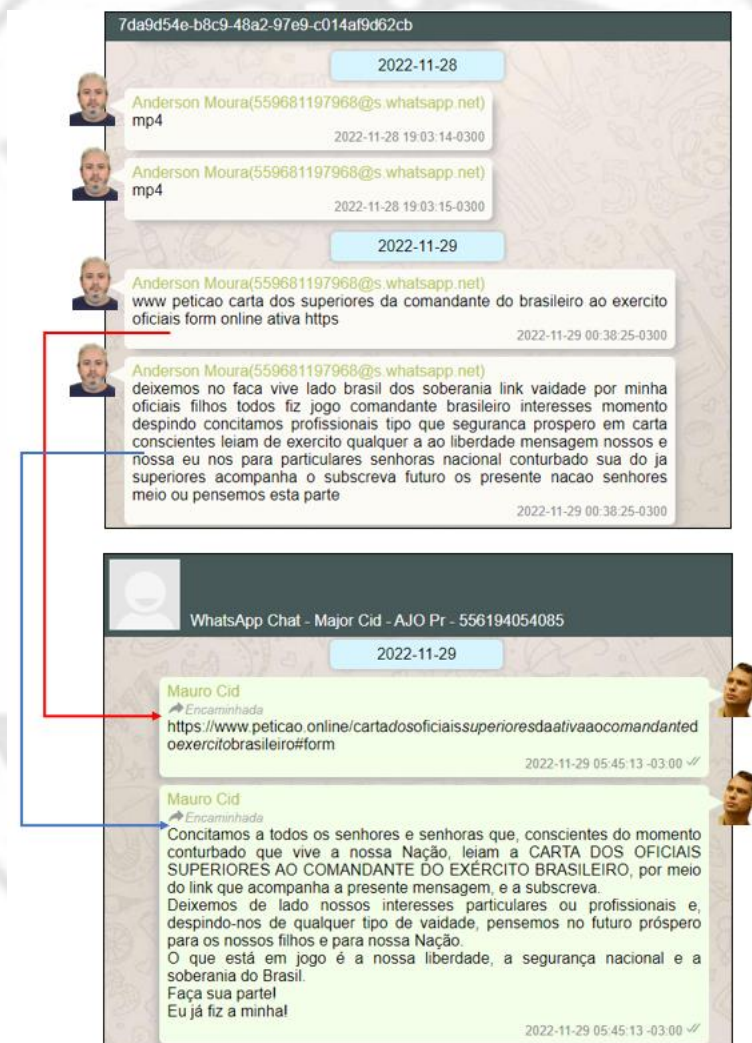 7da9d54e-b8c9-48a2-97e9-c014af9d62cb
2022-11-28
Anderson Moura(559681197968@s.whatsapp.net)
mp4
2022-11-28 19:03:14-0300
Anderson Moura(559681197968@s.whatsapp.net)
mp4
2022-11-28 19:03:15-0300
2022-11-29
Anderson Moura(559681197968@s.whatsapp.net)
www peticao carta dos superiores da comandante do brasileiro ao exercito
oficiais form online ativa https
2022-11-29 00:38:25-0300
Anderson Moura(559681197968@s.whatsapp.net)
deixemos no faca vive lado brasil dos soberania link vaidade por minha
oficiais filhos todos fiz jogo comandante brasileiro interesses momento
despindo concitamos profissionais tipo que seguranca prospero em carta
conscientes leiam de exercito qualquer a ao liberdade mensagem nossos e
nossa eu nos para particulares senhoras nacional conturbado sua do ja
superiores acompanha o subscreva futuro os presente nacao senhores
meio ou pensemos esta parte
2022-11-29 00:38:25-0300
WhatsApp Chat - Major Cid - AJO Pr - 556194054085
2022-11-29
Mauro Cid
Encaminhada
https://www.peticao.online/cartadosoficiaissuperioresdaativaaocomandanted
oexercitobrasileiro#form
2022-11-29 05:45:13 -03:00
Mauro Cid
Encaminhada
Concitamos a todos os senhores e senhoras que, conscientes do momento
conturbado que vive a nossa Nação, leiam a CARTA DOS OFICIAIS
SUPERIORES AO COMANDANTE DO EXÉRCITO BRASILEIRO, por meio
do link que acompanha a presente mensagem, e a subscreva.
Deixemos de lado nossos interesses particulares ou profissionais e,
despindo-nos de qualquer tipo de vaidade, pensemos no futuro próspero
para os nossos filhos e para nossa Nação.
O que está em jogo é a nossa liberdade, a segurança nacional e a
soberania do Brasil.
Faça sua parte!
Eu já fiz a minha!
2022-11-29 05:45:13 -03:00